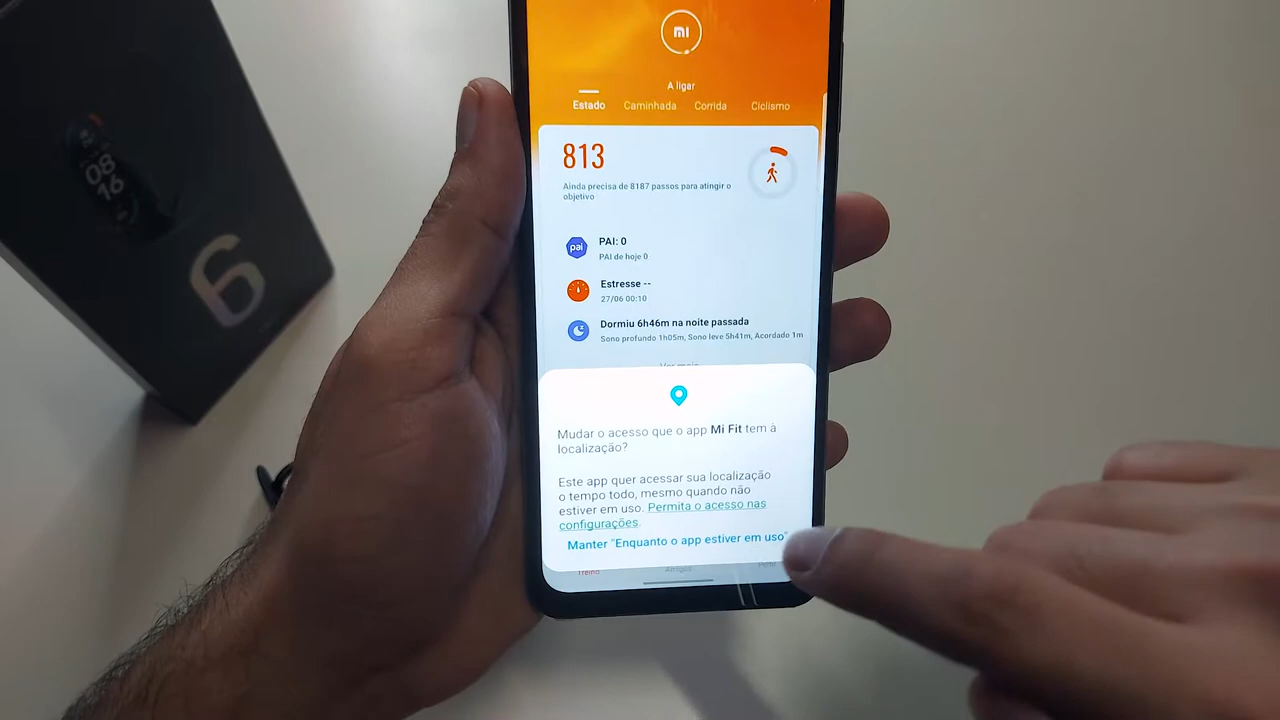 mi
A ligar
Estado Caminhada Corrida Ciclismo
813
Ainda precisa de 8187 passos para atingir o
objetivo
pai
PAI: 0
PAI de hoje 0
Estresse --
27/06 00:10
Dormiu 6h46m na noite passada
Sono profundo 1h05m, Sono leve 5h41m, Acordado 1m
Ver mais
Mudar o acesso que o app Mi Fit tem à
localização?
Este app quer acessar sua localização
o tempo todo, mesmo quando não
estiver em uso. Permita o acesso nas
configurações.
Manter "Enquanto o app estiver em uso"
Treino Amigos
08
16
6